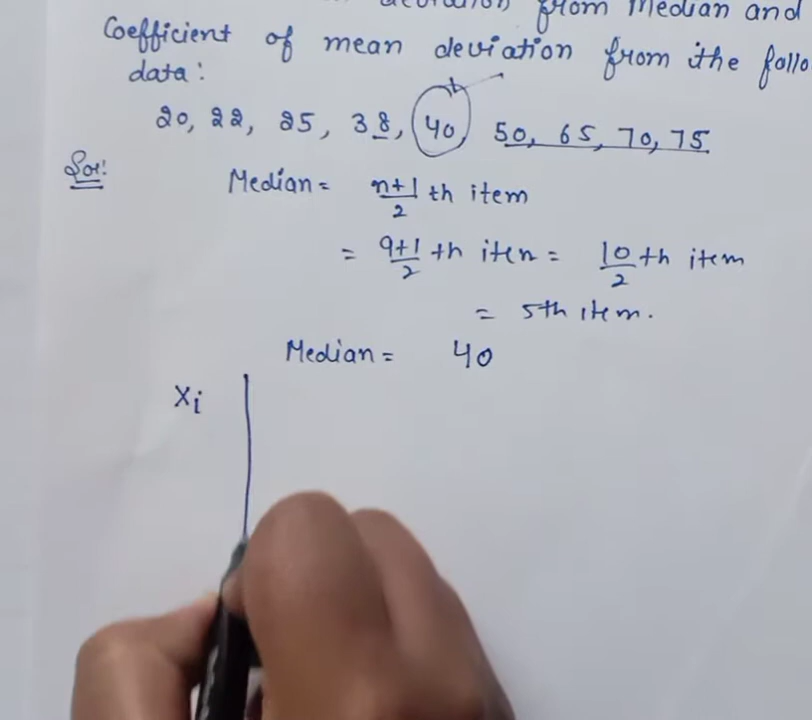 from Median and
Coefficient of mean deviation from the follo
data:
20, 22, 25, 38, 40, 50, 65, 70, 75
Sol:
Median = n+1/2 th item
= 9+1/2 th item = 10/2 th item
= 5th item.
Median = 40
Xi